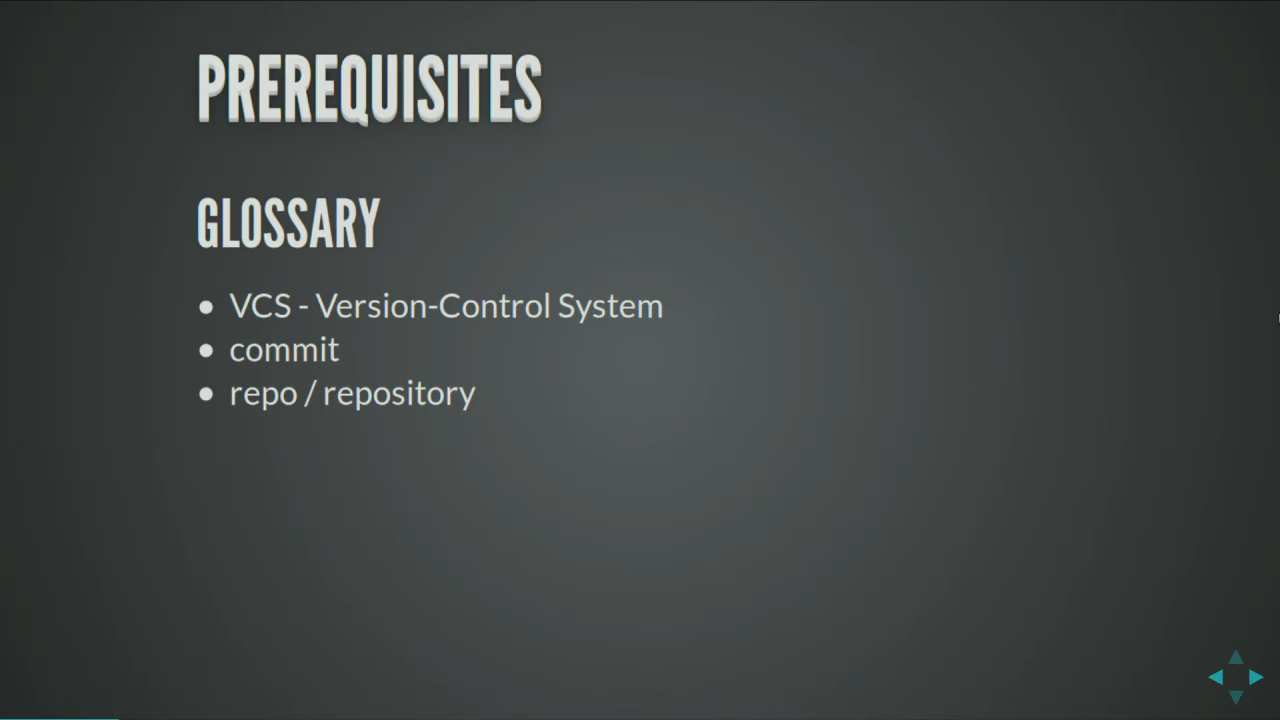 PREREQUISITES
GLOSSARY
• VCS - Version-Control System
• commit
• repo / repository